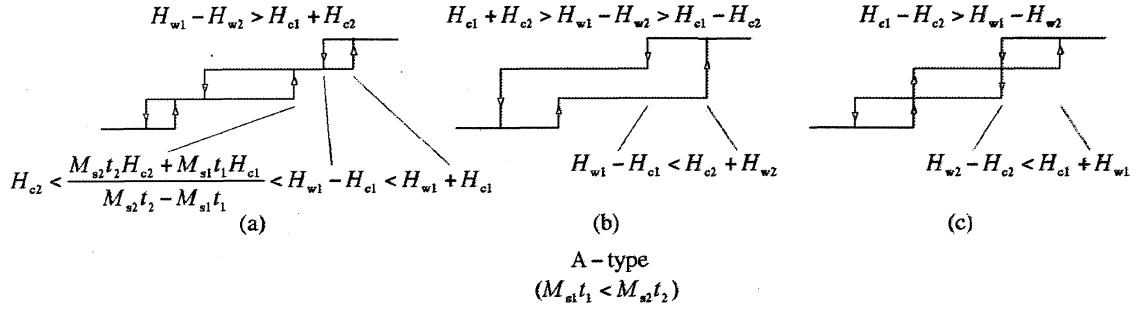 H_w1 − H_w2 > H_c1 + H_c2
H_c1 + H_c2 > H_w1 − H_w2 > H_c1 − H_c2
H_c1 − H_c2 > H_w1 − H_w2
H_c2 < (M_s2 t_2 H_c2 + M_s1 t_1 H_c1) / (M_s2 t_2 − M_s1 t_1) < H_w1 − H_c1 < H_w1 + H_c1
H_w1 − H_c1 < H_c2 + H_w2
H_w2 − H_c2 < H_c1 + H_w1
(a)
(b)
(c)
A − type
(M_s1 t_1 < M_s2 t_2)